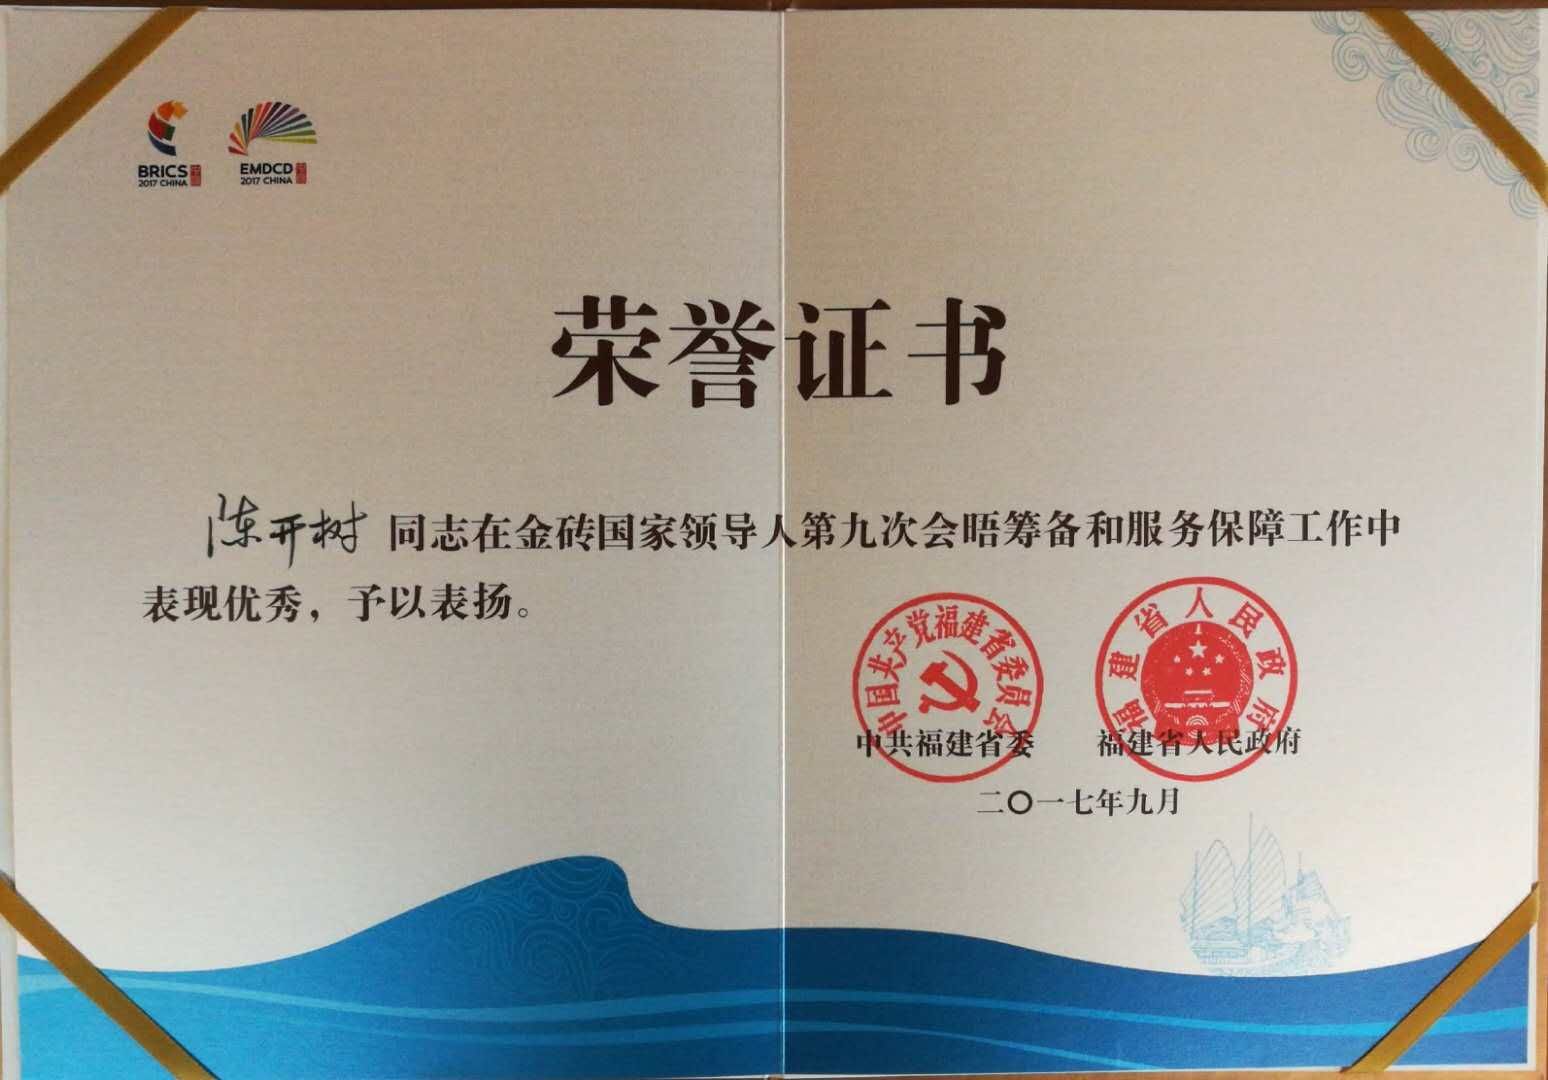 BRICS
2017 CHINA
EMDCD
2017 CHINA
荣誉证书
陈开树同志在金砖国家领导人第九次会晤筹备和服务保障工作中
表现优秀，予以表扬。
中国共产党福建省委员会
福建省人民政府
中共福建省委 福建省人民政府
二〇一七年九月